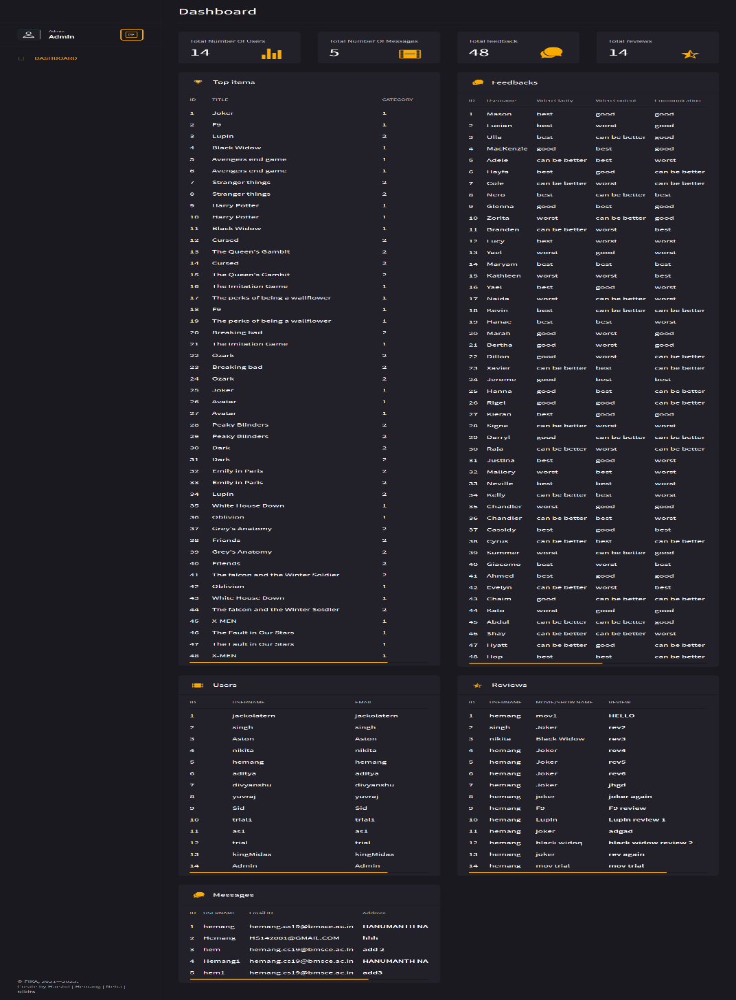 Dashboard
Admin
Admin
DASHBOARD
Total Number Of Users
14
Total Number Of Messages
5
Total feedback
48
Total reviews
14
Top items
ID TITLE CATEGORY
1 Joker 1
2 F9 1
3 Lupin 2
4 Black Widow 1
5 Avengers end game 1
6 Avengers end game 1
7 Stranger things 2
8 Stranger things 2
9 Harry Potter 1
10 Harry Potter 1
11 Black Widow 1
12 Cursed 2
13 The Queen's Gambit 2
14 Cursed 2
15 The Queen's Gambit 2
16 The Imitation Game 1
17 The perks of being a wallflower 1
18 F9 1
19 The perks of being a wallflower 1
20 Breaking bad 2
21 The Imitation Game 1
22 Ozark 2
23 Breaking bad 2
24 Ozark 2
25 Joker 1
26 Avatar 1
27 Avatar 1
28 Peaky Blinders 2
29 Peaky Blinders 2
30 Dark 2
31 Dark 2
32 Emily in Paris 2
33 Emily in Paris 2
34 Lupin 2
35 White House Down 1
36 Oblivion 1
37 Grey's Anatomy 2
38 Friends 2
39 Grey's Anatomy 2
40 Friends 2
41 The falcon and the Winter Soldier 2
42 Oblivion 1
43 White House Down 1
44 The falcon and the Winter Soldier 2
45 X-MEN 1
46 The Fault in Our Stars 1
47 The Fault in Our Stars 1
48 X-MEN 1
Feedbacks
ID Username Video Clarity Video Content Communication
1 Mason best good good
2 Lucian best worst good
3 Ulla best can be better good
4 MacKenzie good best good
5 Adele can be better best worst
6 Hayfa best good can be better
7 Cole can be better worst can be better
8 Nero best can be better best
9 Glenna good best good
10 Zorita worst can be better good
11 Branden can be better worst best
12 Lucy best worst worst
13 Yael worst good worst
14 Maryam best best best
15 Kathleen worst worst best
16 Yael best good worst
17 Naida worst can be better worst
18 Kevin best can be better can be better
19 Hanae best best worst
20 Marah good worst good
21 Bertha good worst good
22 Dillon good worst can be better
23 Xavier can be better best can be better
24 Jerome good best best
25 Hanna good best can be better
26 Rigel good good can be better
27 Kieran best good good
28 Signe can be better worst worst
29 Darryl good can be better can be better
30 Raja can be better worst can be better
31 Justina best good worst
32 Mallory worst best worst
33 Neville best best worst
34 Kelly can be better best worst
35 Chandler worst good good
36 Chandler can be better best worst
37 Cassidy best good best
38 Cyrus can be better best can be better
39 Summer worst can be better good
40 Giacomo best worst best
41 Ahmed best good good
42 Evelyn can be better worst best
43 Chaim good can be better can be better
44 Kato worst good good
45 Abdul can be better can be better good
46 Shay can be better can be better worst
47 Hyatt can be better good can be better
48 Hop best best can be better
Users
ID USERNAME EMAIL
1 jackolatern jackolatern
2 singh singh
3 Aston Aston
4 nikita nikita
5 hemang hemang
6 aditya aditya
7 divyanshu divyanshu
8 yuvraj yuvraj
9 Sid Sid
10 trial1 trial1
11 as1 as1
12 trial trial
13 kingMidas kingMidas
14 Admin Admin
Reviews
ID USERNAME MOVIE/SHOW NAME REVIEW
1 hemang mov1 HELLO
2 singh Joker rev2
3 nikita Black Widow rev3
4 hemang Joker rev4
5 hemang Joker rev5
6 hemang Joker rev6
7 hemang Joker jhgd
8 hemang joker joker again
9 hemang F9 F9 review
10 hemang Lupin Lupin review 1
11 hemang joker adgad
12 hemang black widoq black widow review 2
13 hemang joker rev again
14 hemang mov trial mov trial
Messages
ID USERNAME Email ID Address
1 hemang hemang.cs19@bmsce.ac.in HANUMANTH NA
2 Hemang HS142001@GMAIL.COM hhh
3 hem hemang.cs19@bmsce.ac.in add 2
4 Hemang1 hemang.cs19@bmsce.ac.in HANUMANTH NA
5 hem1 hemang.cs19@bmsce.ac.in add3
© FIKA, 2021—2022.
Create by Harshit | Hemang | Neha |
Nikita